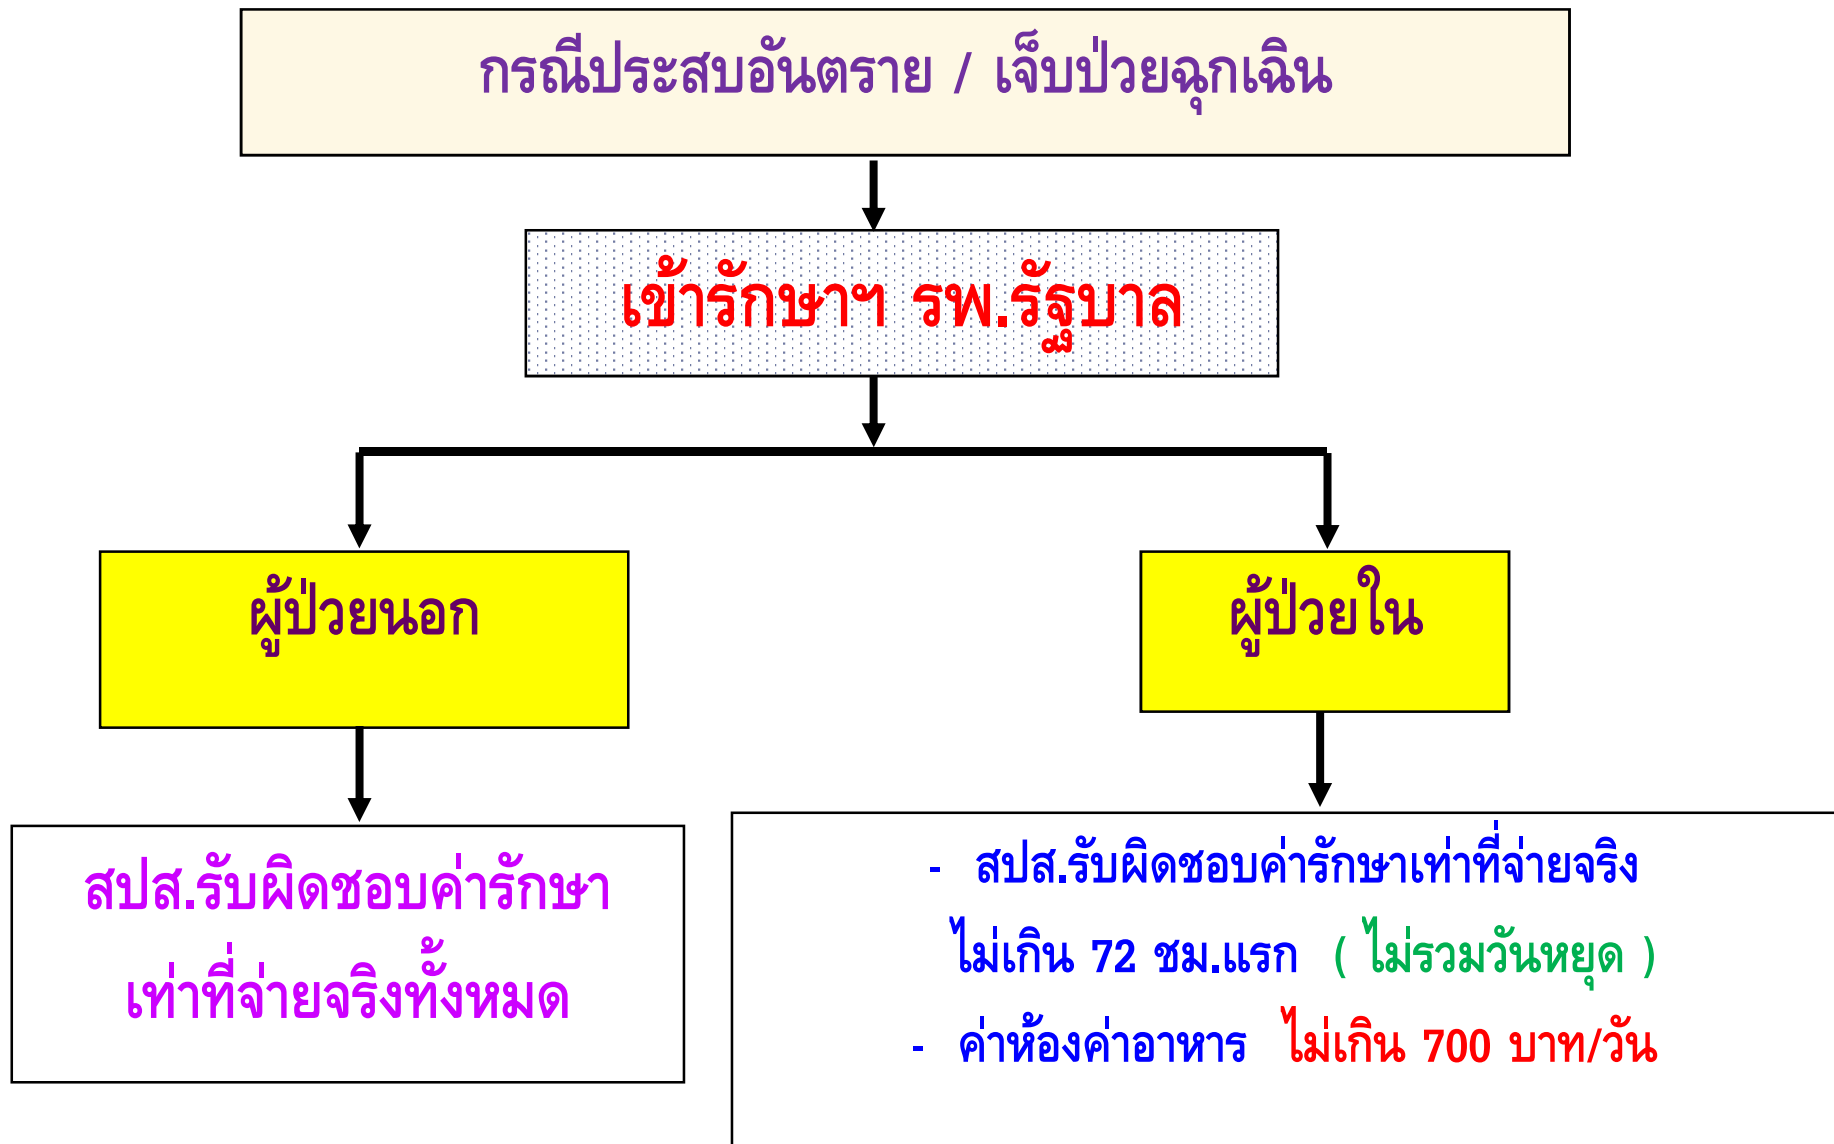 กรณีประสบอันตราย / เจ็บป่วยฉุกเฉิน
เข้ารักษาฯ รพ.รัฐบาล
ผู้ป่วยนอก
ผู้ป่วยใน
สปส.รับผิดชอบค่ารักษา
เท่าที่จ่ายจริงทั้งหมด
- สปส.รับผิดชอบค่ารักษาเท่าที่จ่ายจริง
ไม่เกิน 72 ชม.แรก ( ไม่รวมวันหยุด )
- ค่าห้องค่าอาหาร ไม่เกิน 700 บาท/วัน